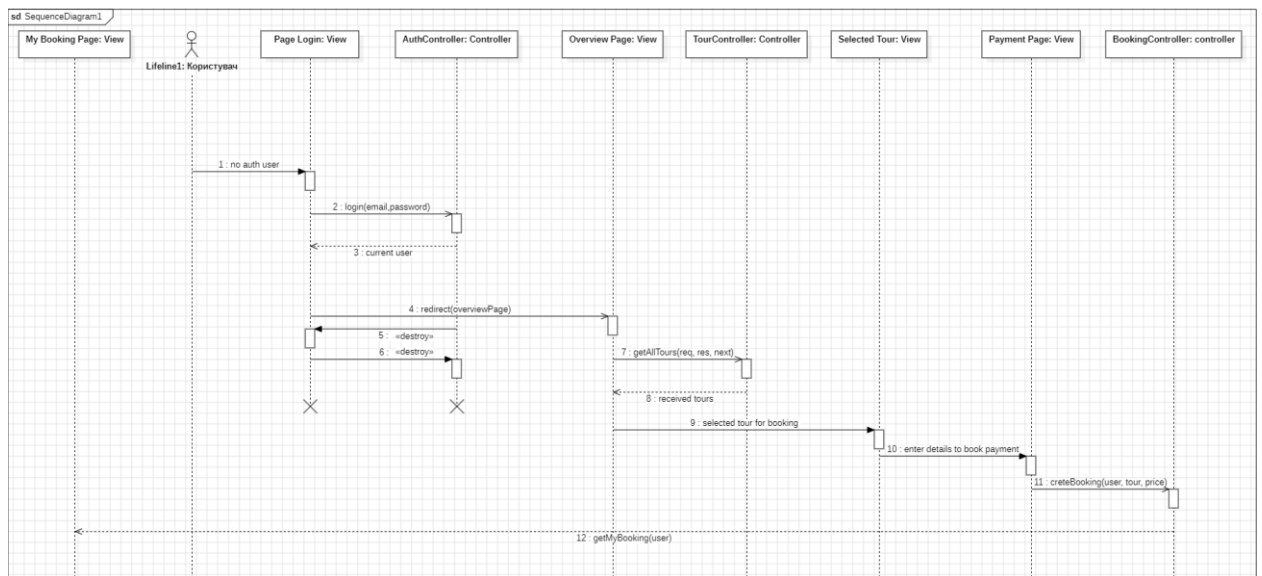 sd SequenceDiagram1
My Booking Page: View
Lifeline1: Користувач
Page Login: View
AuthController: Controller
Overview Page: View
TourController: Controller
Selected Tour: View
Payment Page: View
BookingController: controller
1 : no auth user
2 : login(email,password)
3 : current user
4 : redirect(overviewPage)
5 : «destroy»
6 : «destroy»
7 : getAllTours(req, res, next)
8 : received tours
9 : selected tour for booking
10 : enter details to book payment
11 : creteBooking(user, tour, price)
12 : getMyBooking(user)